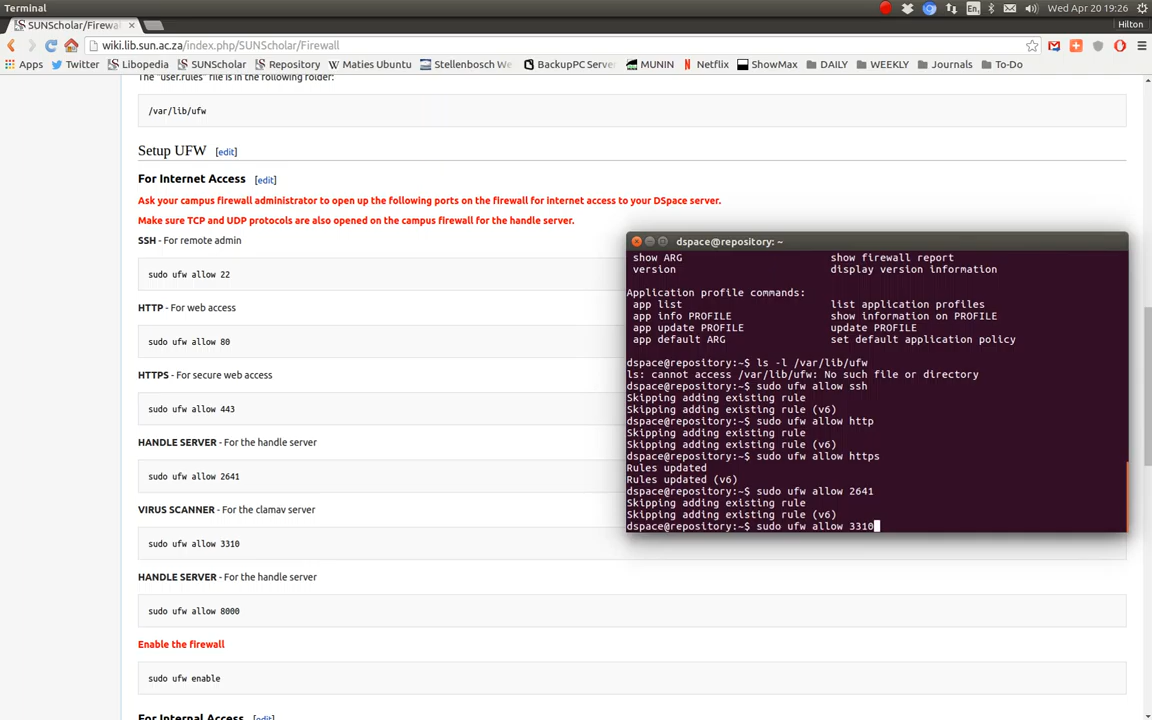 Terminal
En
Wed Apr 20 19:26
SUNScholar/Firewa
Hilton
wiki.lib.sun.ac.za/index.php/SUNScholar/Firewall
Apps Twitter Libopedia SUNScholar Repository Maties Ubuntu Stellenbosch We BackupPC Serve MUNIN Netflix ShowMax DAILY WEEKLY Journals To-Do
The "user.rules" file is in the following folder:
/var/lib/ufw
Setup UFW [edit]
For Internet Access [edit]
Ask your campus firewall administrator to open up the following ports on the firewall for internet access to your DSpace server.
Make sure TCP and UDP protocols are also opened on the campus firewall for the handle server.
SSH - For remote admin
sudo ufw allow 22
HTTP - For web access
sudo ufw allow 80
HTTPS - For secure web access
sudo ufw allow 443
HANDLE SERVER - For the handle server
sudo ufw allow 2641
VIRUS SCANNER - For the clamav server
sudo ufw allow 3310
HANDLE SERVER - For the handle server
sudo ufw allow 8000
Enable the firewall
sudo ufw enable
For Internal Access [edit]
dspace@repository: ~
show ARG show firewall report
version display version information
Application profile commands:
app list list application profiles
app info PROFILE show information on PROFILE
app update PROFILE update PROFILE
app default ARG set default application policy
dspace@repository:~$ ls -l /var/lib/ufw
ls: cannot access /var/lib/ufw: No such file or directory
dspace@repository:~$ sudo ufw allow ssh
Skipping adding existing rule
Skipping adding existing rule (v6)
dspace@repository:~$ sudo ufw allow http
Skipping adding existing rule
Skipping adding existing rule (v6)
dspace@repository:~$ sudo ufw allow https
Rules updated
Rules updated (v6)
dspace@repository:~$ sudo ufw allow 2641
Skipping adding existing rule
Skipping adding existing rule (v6)
dspace@repository:~$ sudo ufw allow 3310